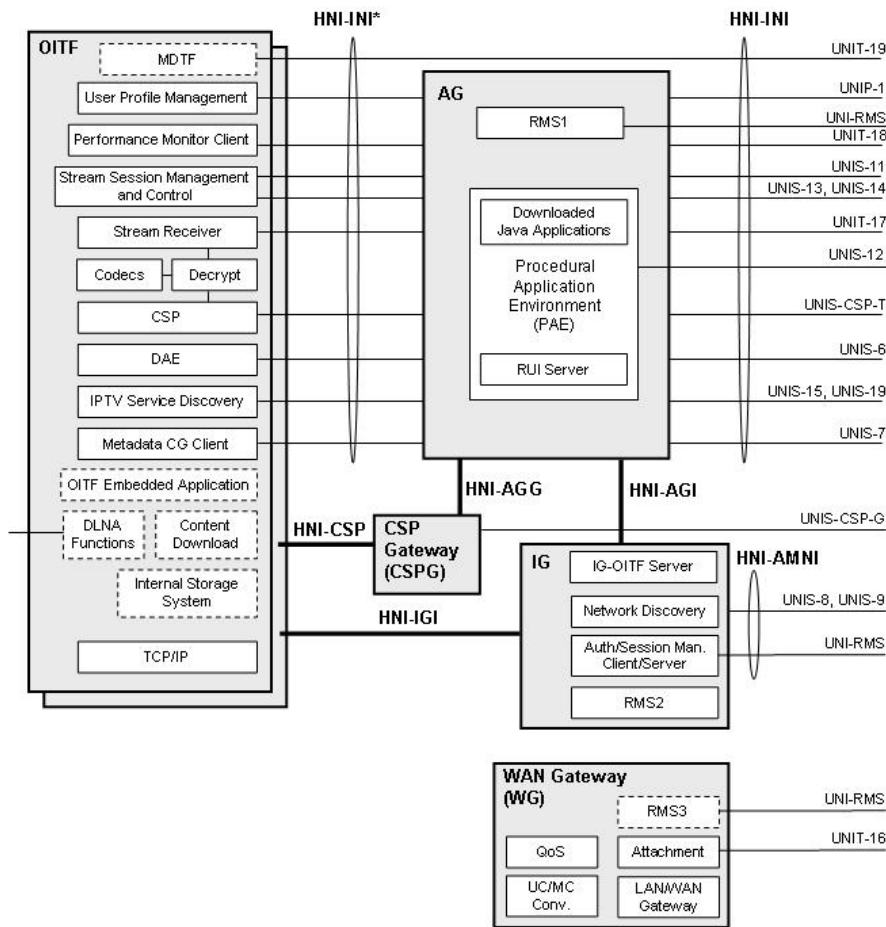 HNI-INI*
HNI-INI
OITF
MDTF
User Profile Management
Performance Monitor Client
Stream Session Management
and Control
Stream Receiver
Codecs
Decrypt
CSP
DAE
IPTV Service Discovery
Metadata CG Client
OITF Embedded Application
DLNA
Functions
Content
Download
Internal Storage
System
TCP/IP
AG
RMS1
Downloaded
Java Applications
Procedural
Application
Environment
(PAE)
RUI Server
UNIT-19
UNIP-1
UNI-RMS
UNIT-18
UNIS-11
UNIS-13, UNIS-14
UNIT-17
UNIS-12
UNIS-CSP-T
UNIS-6
UNIS-15, UNIS-19
UNIS-7
HNI-AGG
HNI-AGI
HNI-CSP
CSP
Gateway
(CSPG)
UNIS-CSP-G
HNI-IGI
IG
IG-OITF Server
Network Discovery
Auth/Session Man.
Client/Server
RMS2
HNI-AMNI
UNIS-8, UNIS-9
UNI-RMS
WAN Gateway
(WG)
RMS3
QoS
Attachment
UC/MC
Conv.
LAN/WAN
Gateway
UNI-RMS
UNIT-16